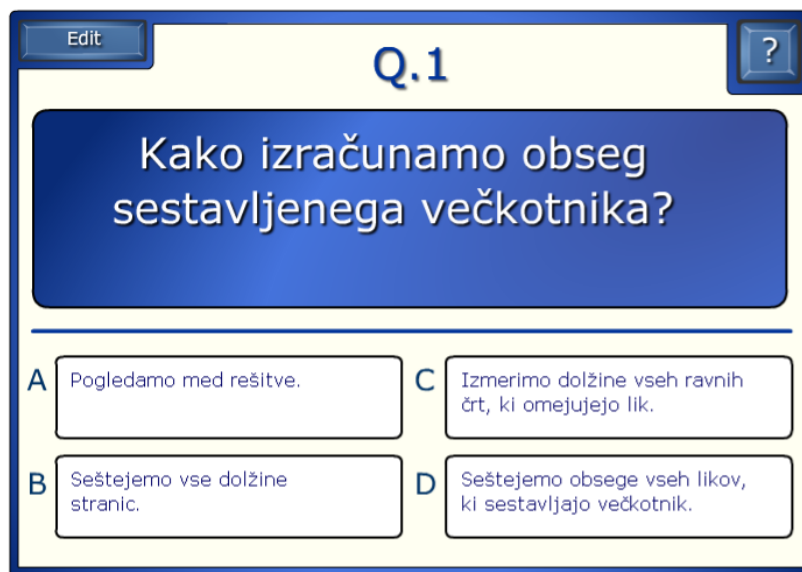 Edit
Q.1
?
Kako izračunamo obseg
sestavljenega večkotnika?
A
Pogledamo med rešitve.
B
Seštejemo vse dolžine
stranic.
C
Izmerimo dolžine vseh ravnih
črt, ki omejujejo lik.
D
Seštejemo obsege vseh likov,
ki sestavljajo večkotnik.